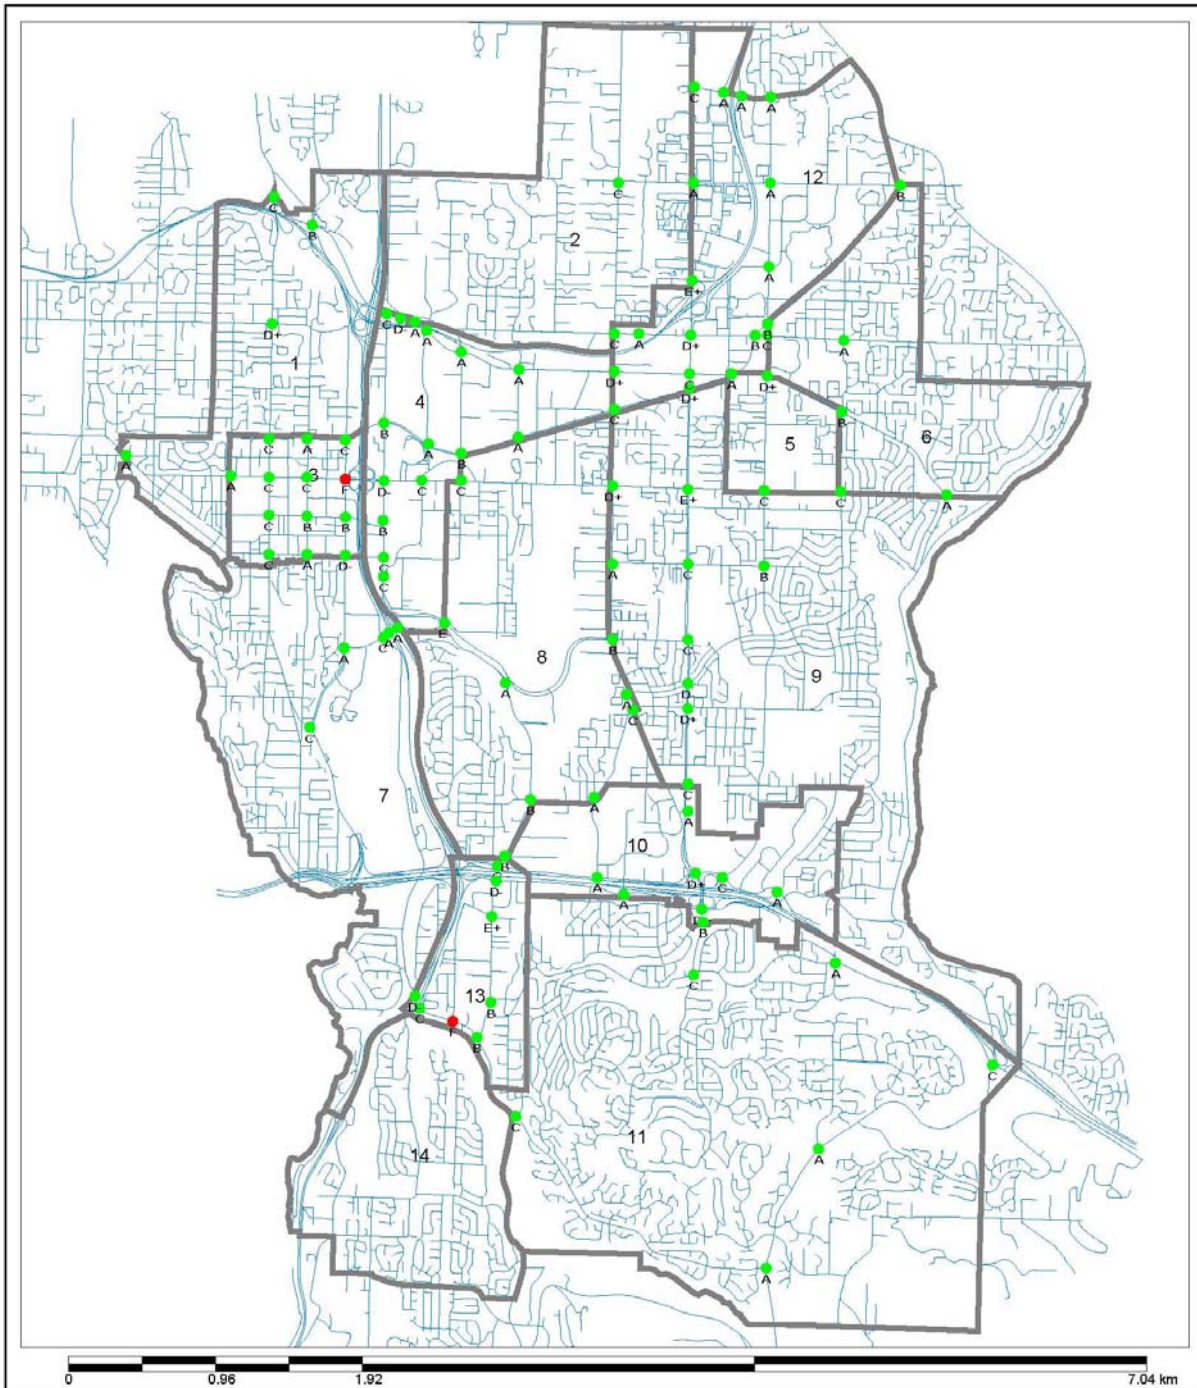 C A A A
12
C A A B
C
B
2
A
E+
C D- A A
D+ C A D+ B B C
A
A
1
A
D+ C A D+
D+
4
C
B
5
6
B
C A C
A
B
A
A
3
A C C F D- C C
D+ E+ C C A
C B B B
C A D- C
C
A C B
E
C A A
A
B C
8
9
A
D-
A C D+
C
7
B A C
A
10
B
C
D- A D+ C A
A
D-
B
E+
C A
13
B
D- C F
B
C
C
11
14
A
A
0 0.96 1.92 7.04 km